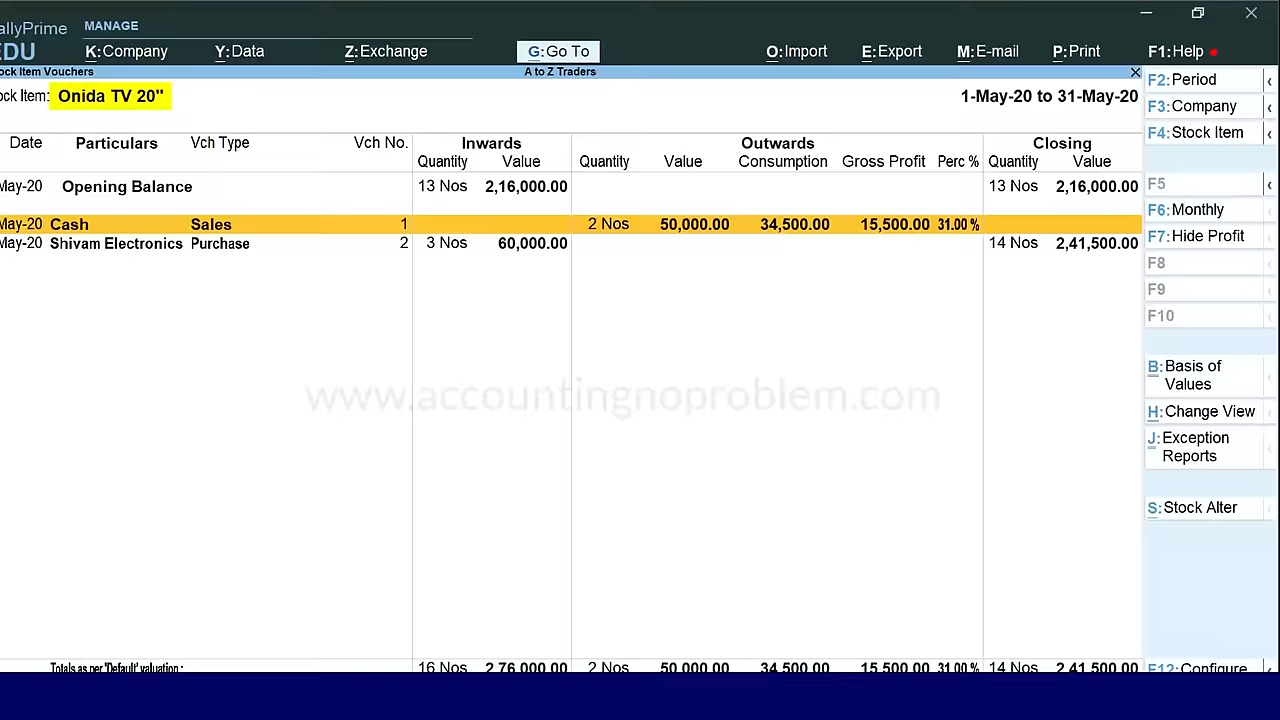 allyPrime
MANAGE
EDU
K:Company
Y:Data
Z:Exchange
G:Go To
O:Import
E:Export
M:E-mail
P:Print
F1:Help
ock Item Vouchers
A to Z Traders
ock Item: Onida TV 20"
1-May-20 to 31-May-20
Date Particulars Vch Type Vch No. Inwards Outwards Closing
Quantity Value Quantity Value Consumption Gross Profit Perc % Quantity Value
May-20 Opening Balance 13 Nos 2,16,000.00 13 Nos 2,16,000.00
May-20 Cash Sales 1 2 Nos 50,000.00 34,500.00 15,500.00 31.00 %
May-20 Shivam Electronics Purchase 2 3 Nos 60,000.00 14 Nos 2,41,500.00
www.accountingnoproblem.com
Totals as per 'Default' valuation : 16 Nos 2,76,000.00 2 Nos 50,000.00 34,500.00 15,500.00 31.00 % 14 Nos 2,41,500.00
F2:Period
F3:Company
F4:Stock Item
F5
F6:Monthly
F7:Hide Profit
F8
F9
F10
B:Basis of
Values
H:Change View
J:Exception
Reports
S:Stock Alter
F12:Configure